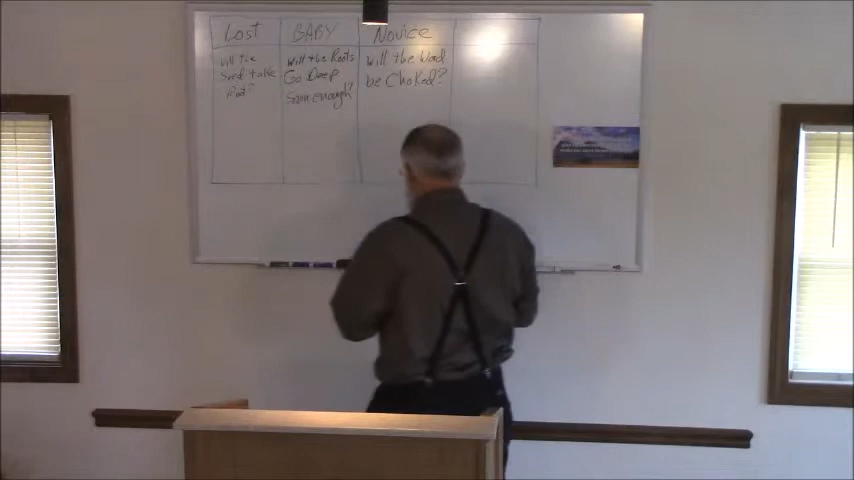 Lost
BABY
Novice
Will the
Seed take
Root?
Will the Roots
Go Deep
Soon enough?
Will the Word
be Choked?